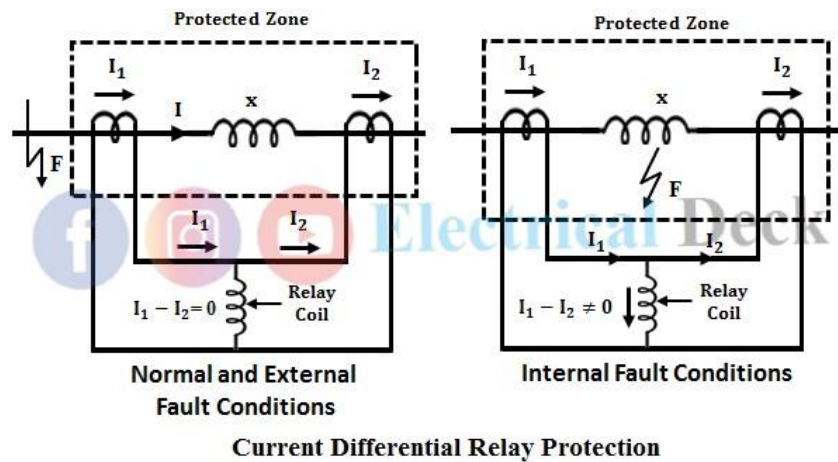 Protected Zone
I₁
I₂
I
x
F
I₁
I₂
I₁ − I₂ = 0
Relay
Coil
Normal and External
Fault Conditions
Protected Zone
I₁
I₂
x
F
I₁
I₂
I₁ − I₂ ≠ 0
Relay
Coil
Internal Fault Conditions
f
Electrical Deck
Current Differential Relay Protection